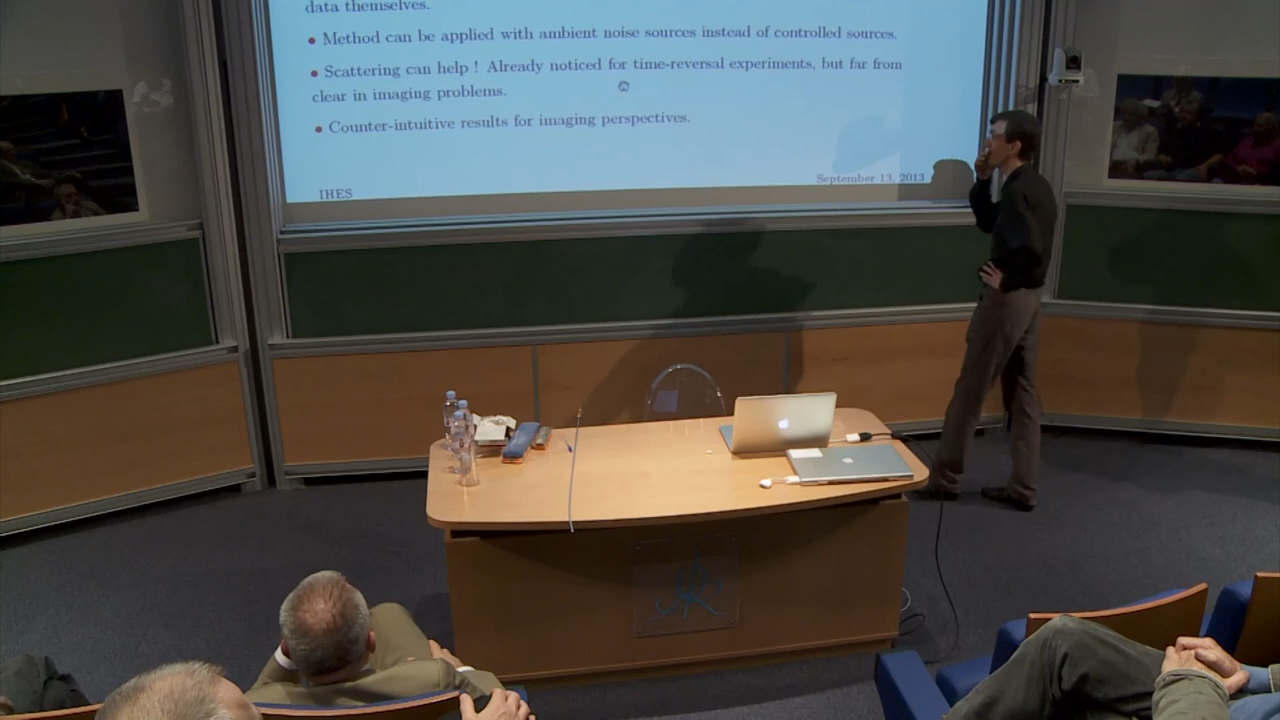 data themselves.
• Method can be applied with ambient noise sources instead of controlled sources.
• Scattering can help ! Already noticed for time-reversal experiments, but far from
clear in imaging problems.
• Counter-intuitive results for imaging perspectives.
IHES
September 13, 2013